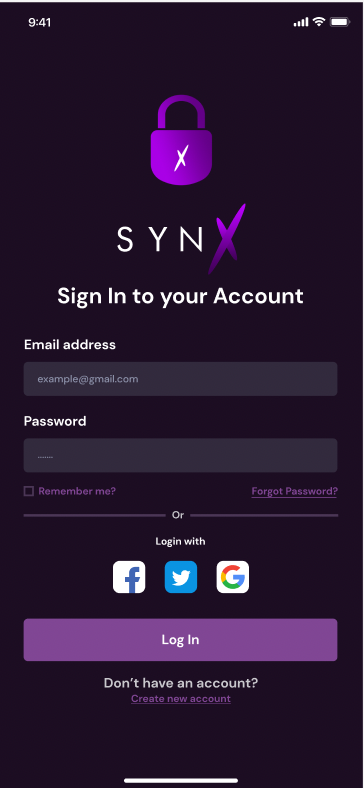 9:41
X
SYNX
Sign In to your Account
Email address
example@gmail.com
Password
.......
Remember me? Forgot Password?
Or
Login with
Log In
Don’t have an account?
Create new account